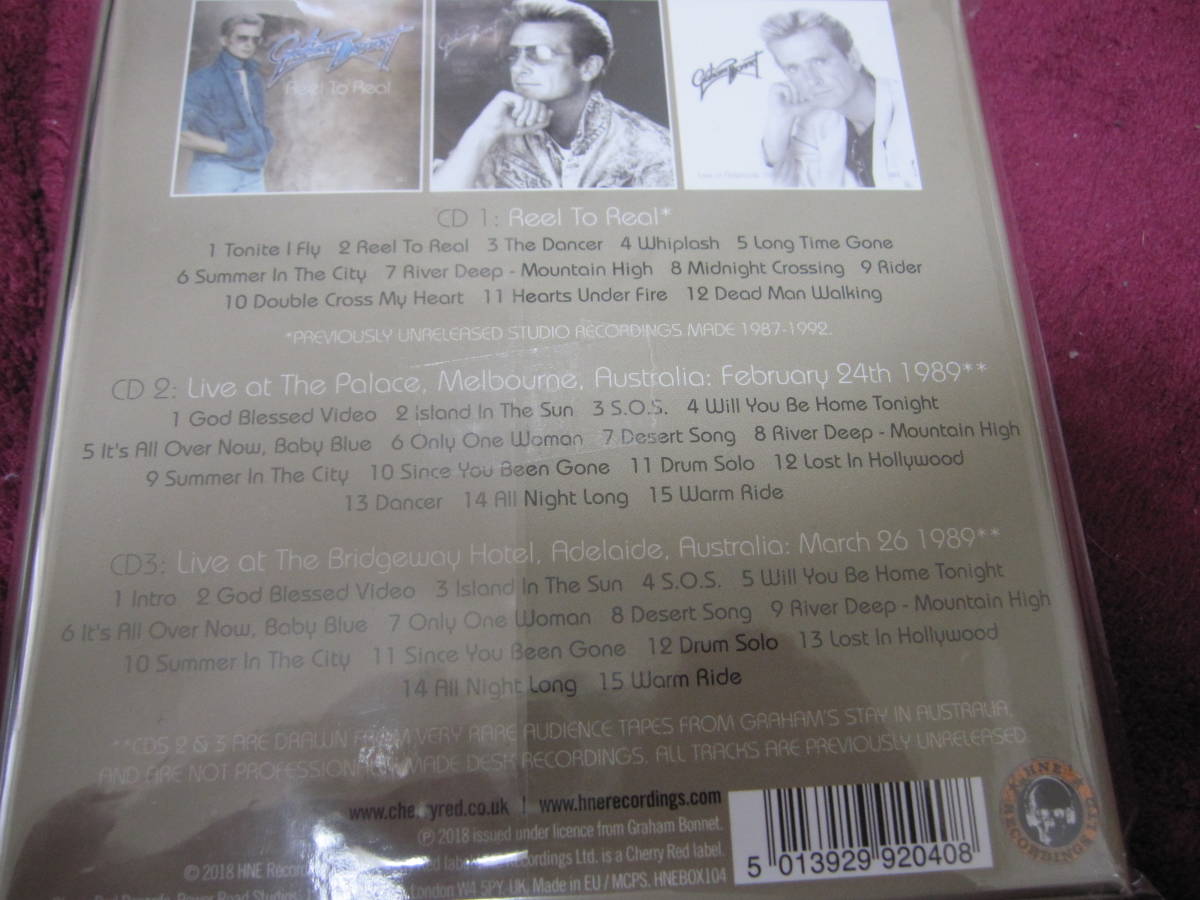 Graham Bonnet
Reel To Real
Graham Bonnet
CD 1: Reel To Real*
1 Tonite I Fly 2 Reel To Real 3 The Dancer 4 Whiplash 5 Long Time Gone
6 Summer In The City 7 River Deep - Mountain High 8 Midnight Crossing 9 Rider
10 Double Cross My Heart 11 Hearts Under Fire 12 Dead Man Walking
*PREVIOUSLY UNRELEASED STUDIO RECORDINGS MADE 1987-1992.
CD 2: Live at The Palace, Melbourne, Australia: February 24th 1989**
1 God Blessed Video 2 Island In The Sun 3 S.O.S. 4 Will You Be Home Tonight
5 It's All Over Now, Baby Blue 6 Only One Woman 7 Desert Song 8 River Deep - Mountain High
9 Summer In The City 10 Since You Been Gone 11 Drum Solo 12 Lost In Hollywood
13 Dancer 14 All Night Long 15 Warm Ride
CD3: Live at The Bridgeway Hotel, Adelaide, Australia: March 26 1989**
1 Intro 2 God Blessed Video 3 Island In The Sun 4 S.O.S. 5 Will You Be Home Tonight
6 It's All Over Now, Baby Blue 7 Only One Woman 8 Desert Song 9 River Deep - Mountain High
10 Summer In The City 11 Since You Been Gone 12 Drum Solo 13 Lost In Hollywood
14 All Night Long 15 Warm Ride
**CDS 2 & 3 ARE DRAWN FROM VERY RARE AUDIENCE TAPES FROM GRAHAM'S STAY IN AUSTRALIA,
AND ARE NOT PROFESSIONALLY MADE DESK RECORDINGS. ALL TRACKS ARE PREVIOUSLY UNRELEASED.
www.cherryred.co.uk | www.hnerecordings.com
℗ 2018 issued under licence from Graham Bonnet.
© 2018 HNE Recordings Ltd. is a Cherry Red label.
London W4 5PY. UK. Made in EU / MCPS. HNEBOX104
5 013929 920408
HNE
RECORDINGS